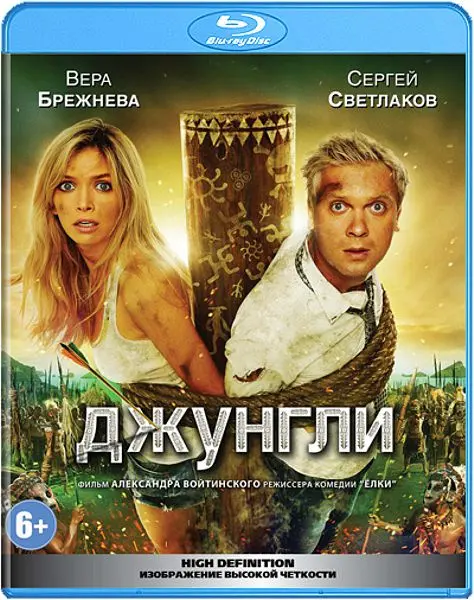 Blu-ray Disc
ВЕРА
БРЕЖНЕВА
СЕРГЕЙ
СВЕТЛАКОВ
ДЖУНГЛИ
ФИЛЬМ АЛЕКСАНДРА ВОЙТИНСКОГО РЕЖИССЕРА КОМЕДИИ "ЁЛКИ"
6+
HIGH DEFINITION
ИЗОБРАЖЕНИЕ ВЫСОКОЙ ЧЕТКОСТИ